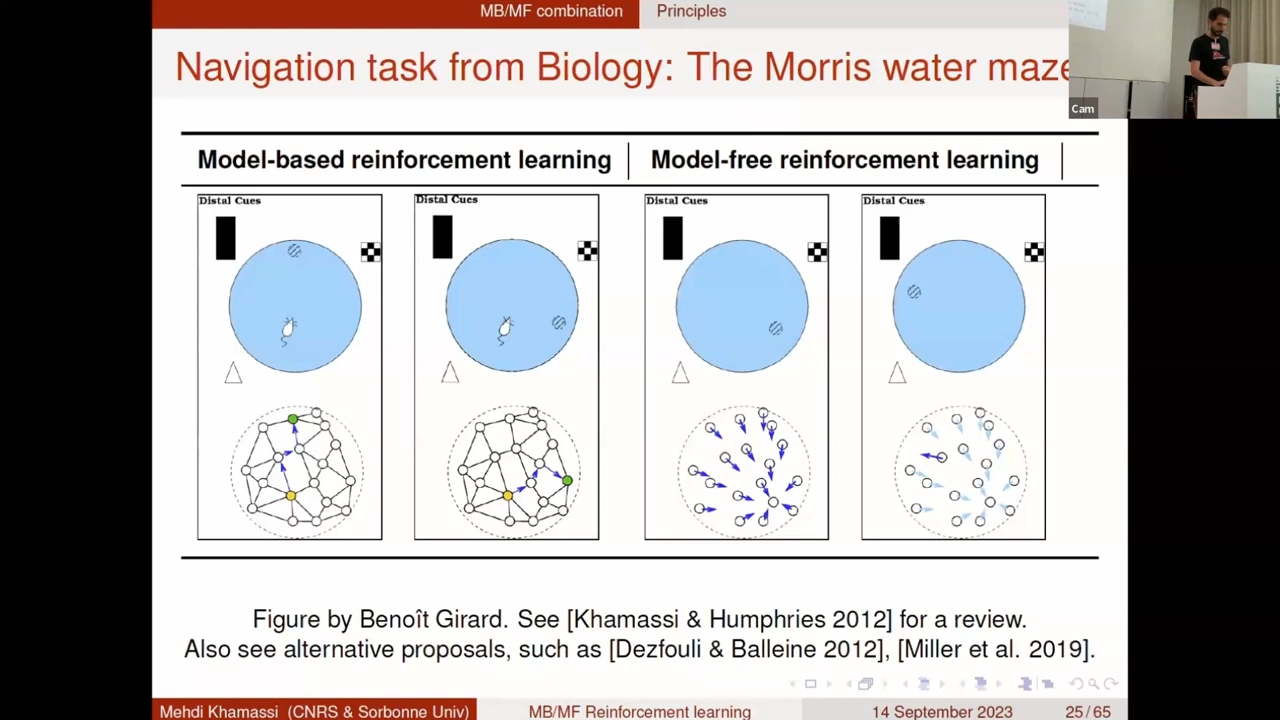 MB/MF combination Principles
Navigation task from Biology: The Morris water maze
Cam
Model-based reinforcement learning Model-free reinforcement learning
Distal Cues Distal Cues Distal Cues Distal Cues
Figure by Benoît Girard. See [Khamassi & Humphries 2012] for a review.
Also see alternative proposals, such as [Dezfouli & Balleine 2012], [Miller et al. 2019].
Mehdi Khamassi (CNRS & Sorbonne Univ) MB/MF Reinforcement learning 14 September 2023 25/65